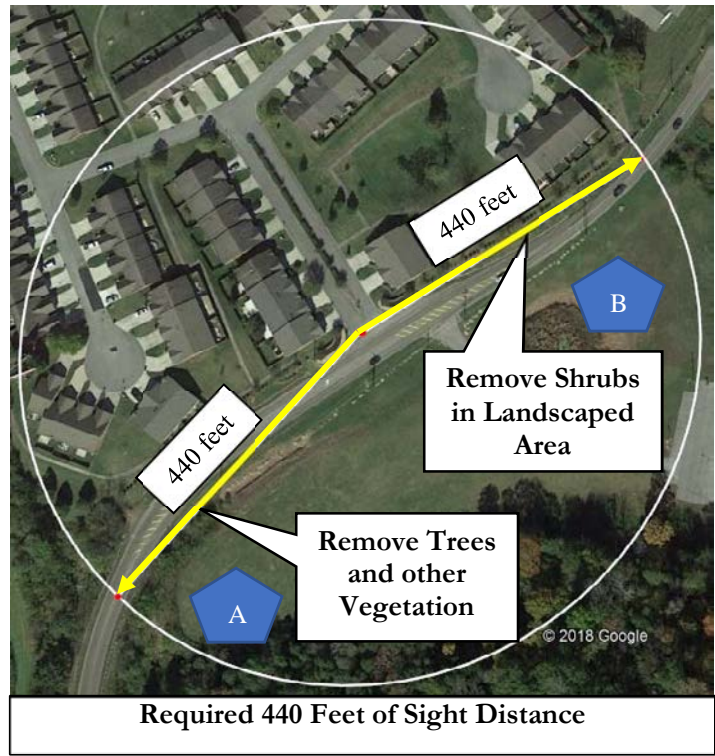 440 feet
B
Remove Shrubs
in Landscaped
Area
440 feet
Remove Trees
and other
Vegetation
A
© 2018 Google
Required 440 Feet of Sight Distance